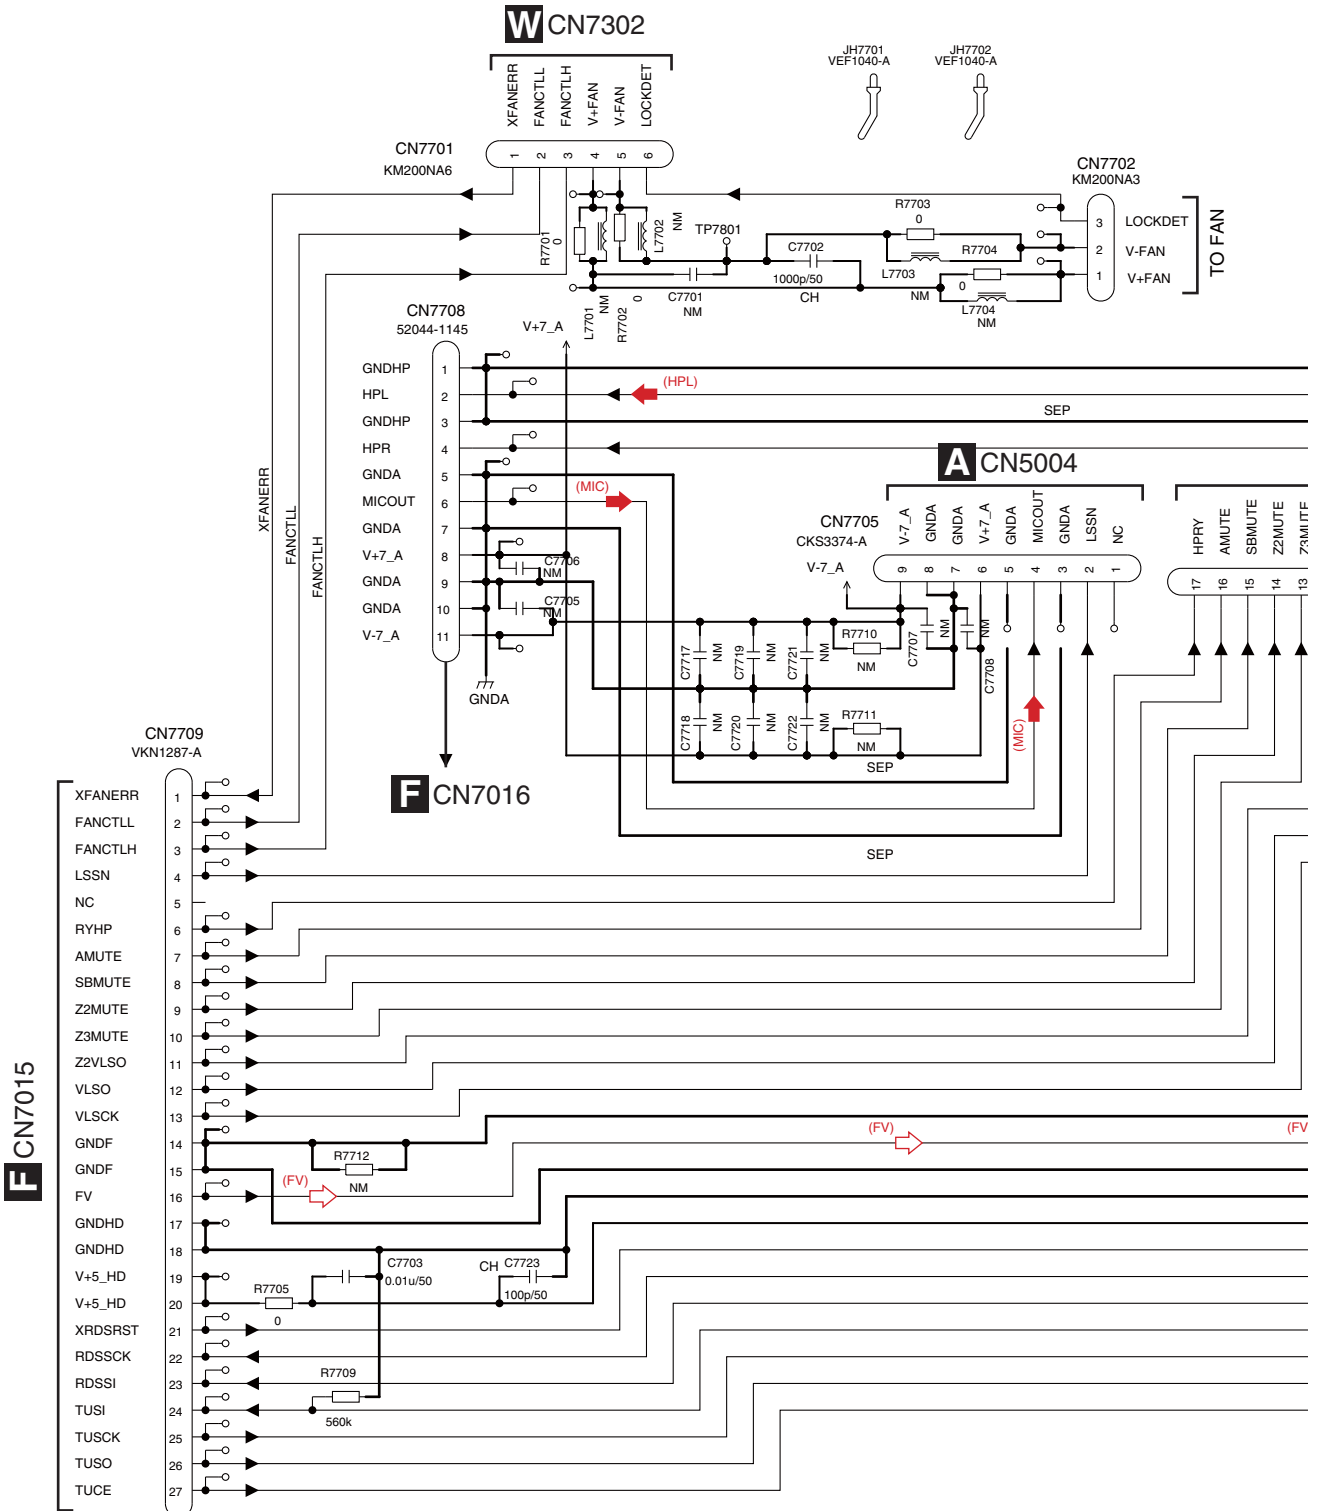 W CN7302
JH7701
VEF1040-A
JH7702
VEF1040-A
XFANERR
FANCTLL
FANCTLH
V+FAN
V-FAN
LOCKDET
CN7701
KM200NA6
1 2 3 4 5 6
CN7702
KM200NA3
3 LOCKDET
2 V-FAN
1 V+FAN
TO FAN
R7701
0
L7702
NM
TP7801
C7702
1000p/50
CH
R7703
0
L7703
NM
R7704
0
L7704
NM
C7701
NM
L7701
NM
R7702
0
CN7708
52044-1145
V+7_A
GNDHP 1
HPL 2
GNDHP 3
HPR 4
GNDA 5
MICOUT 6
GNDA 7
V+7_A 8
GNDA 9
GNDA 10
V-7_A 11
(HPL)
SEP
(MIC)
XFANERR
FANCTLL
FANCTLH
C7706
NM
C7705
NM
GNDA
F CN7016
A CN5004
CN7705
CKS3374-A
V-7_A
V-7_A
GNDA
GNDA
V+7_A
GNDA
MICOUT
GNDA
LSSN
NC
9 8 7 6 5 4 3 2 1
HPRY
AMUTE
SBMUTE
Z2MUTE
Z3MUTE
17 16 15 14 13
C7717
NM
C7719
NM
C7721
NM
R7710
NM
C7707
NM
NM
C7708
C7718
NM
C7720
NM
C7722
NM
R7711
NM
SEP
(MIC)
SEP
CN7709
VKN1287-A
F CN7015
XFANERR 1
FANCTLL 2
FANCTLH 3
LSSN 4
NC 5
RYHP 6
AMUTE 7
SBMUTE 8
Z2MUTE 9
Z3MUTE 10
Z2VLSO 11
VLSO 12
VLSCK 13
GNDF 14
GNDF 15
FV 16
GNDHD 17
GNDHD 18
V+5_HD 19
V+5_HD 20
XRDSRST 21
RDSSCK 22
RDSSI 23
TUSI 24
TUSCK 25
TUSO 26
TUCE 27
R7712
NM
(FV)
(FV)
(FV
C7703
0.01u/50
CH C7723
100p/50
R7705
0
R7709
560k